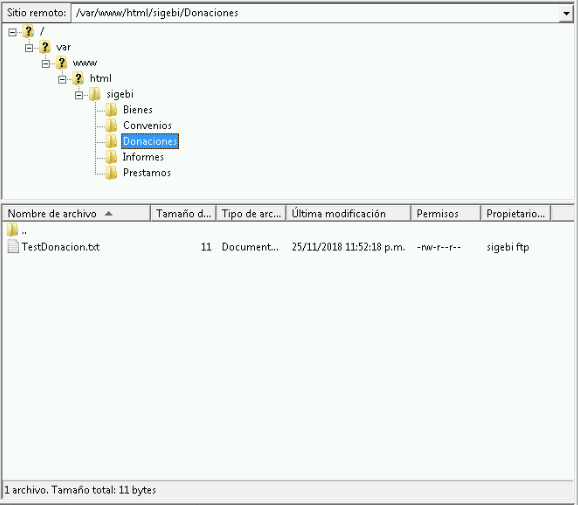 Sitio remoto: /var/www/html/sigebi/Donaciones
/
var
www
html
sigebi
Bienes
Convenios
Donaciones
Informes
Prestamos
Nombre de archivo Tamaño d... Tipo de arc... Última modificación Permisos Propietario...
..
TestDonacion.txt 11 Document... 25/11/2018 11:52:18 p.m. -rw-r--r-- sigebi ftp
1 archivo. Tamaño total: 11 bytes